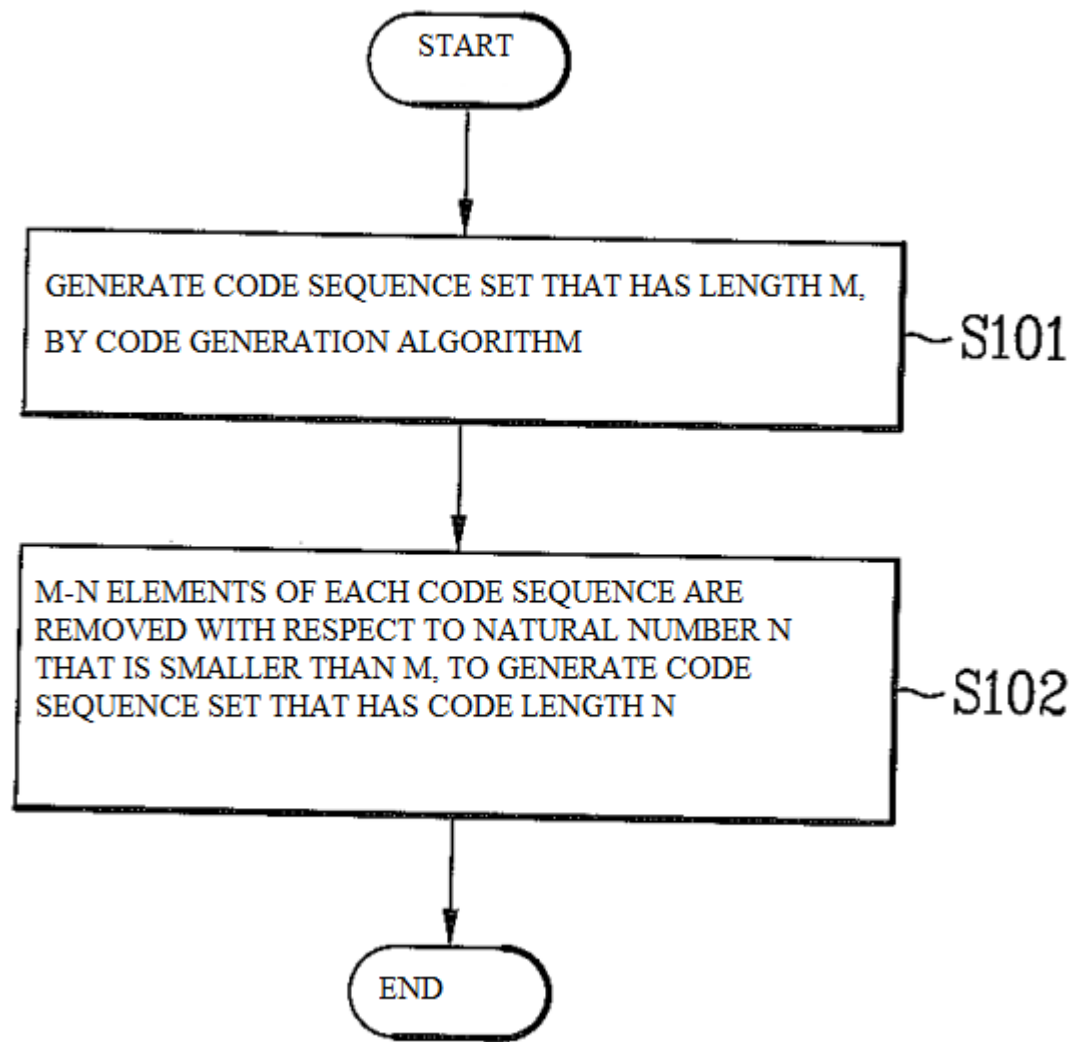 START
GENERATE CODE SEQUENCE SET THAT HAS LENGTH M,
BY CODE GENERATION ALGORITHM
S101
M-N ELEMENTS OF EACH CODE SEQUENCE ARE
REMOVED WITH RESPECT TO NATURAL NUMBER N
THAT IS SMALLER THAN M, TO GENERATE CODE
SEQUENCE SET THAT HAS CODE LENGTH N
S102
END